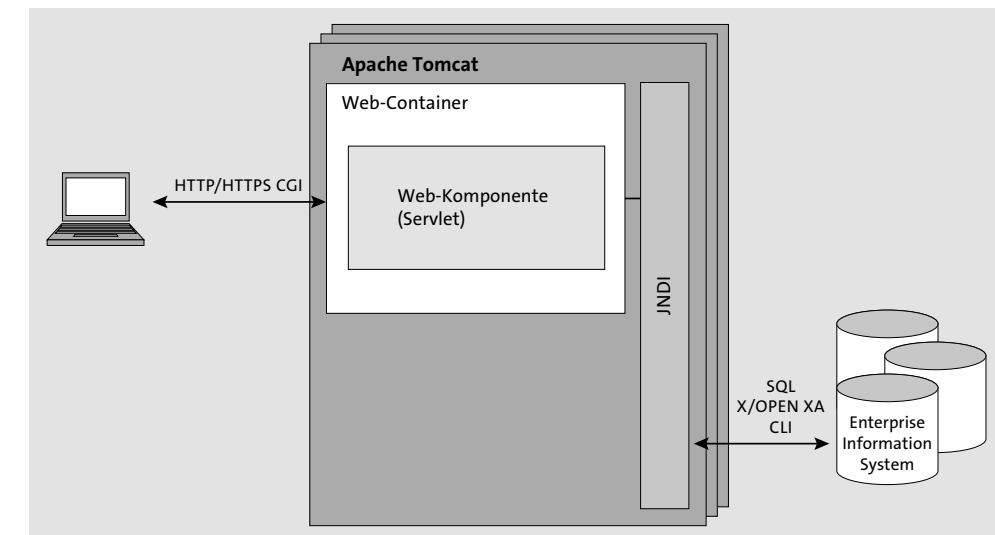 Apache Tomcat
Web-Container
HTTP/HTTPS CGI
Web-Komponente
(Servlet)
JNDI
SQL
X/OPEN XA
CLI
Enterprise
Information
System